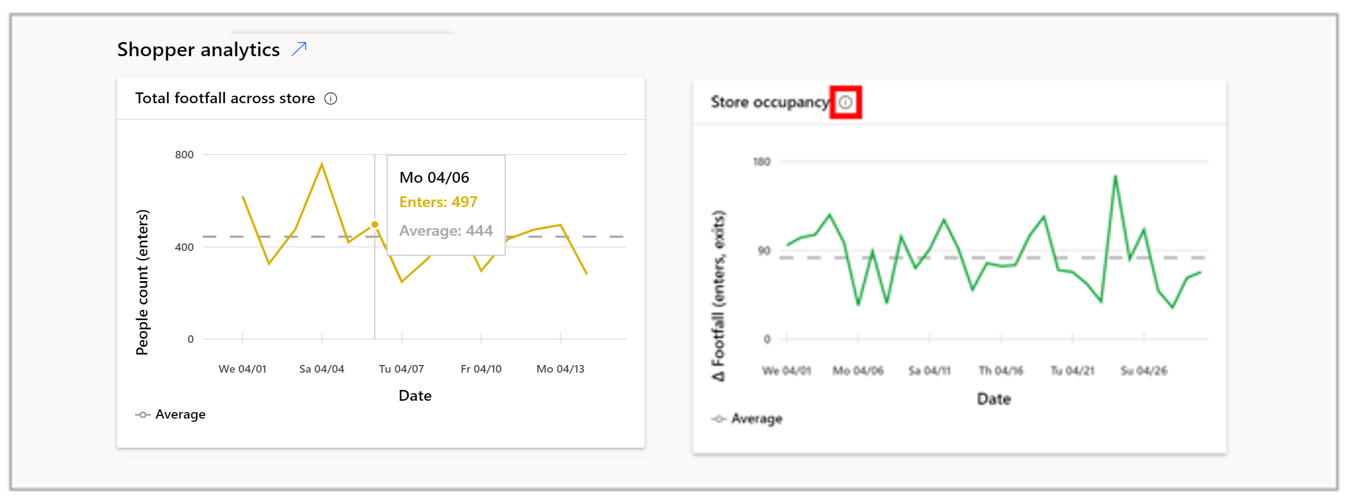 Shopper analytics
Total footfall across store
800
400
0
People count (enters)
Mo 04/06
Enters: 497
Average: 444
We 04/01 Sa 04/04 Tu 04/07 Fr 04/10 Mo 04/13
Date
Average
Store occupancy
180
90
0
Δ Footfall (enters, exits)
We 04/01 Mo 04/06 Sa 04/11 Th 04/16 Tu 04/21 Su 04/26
Date
Average